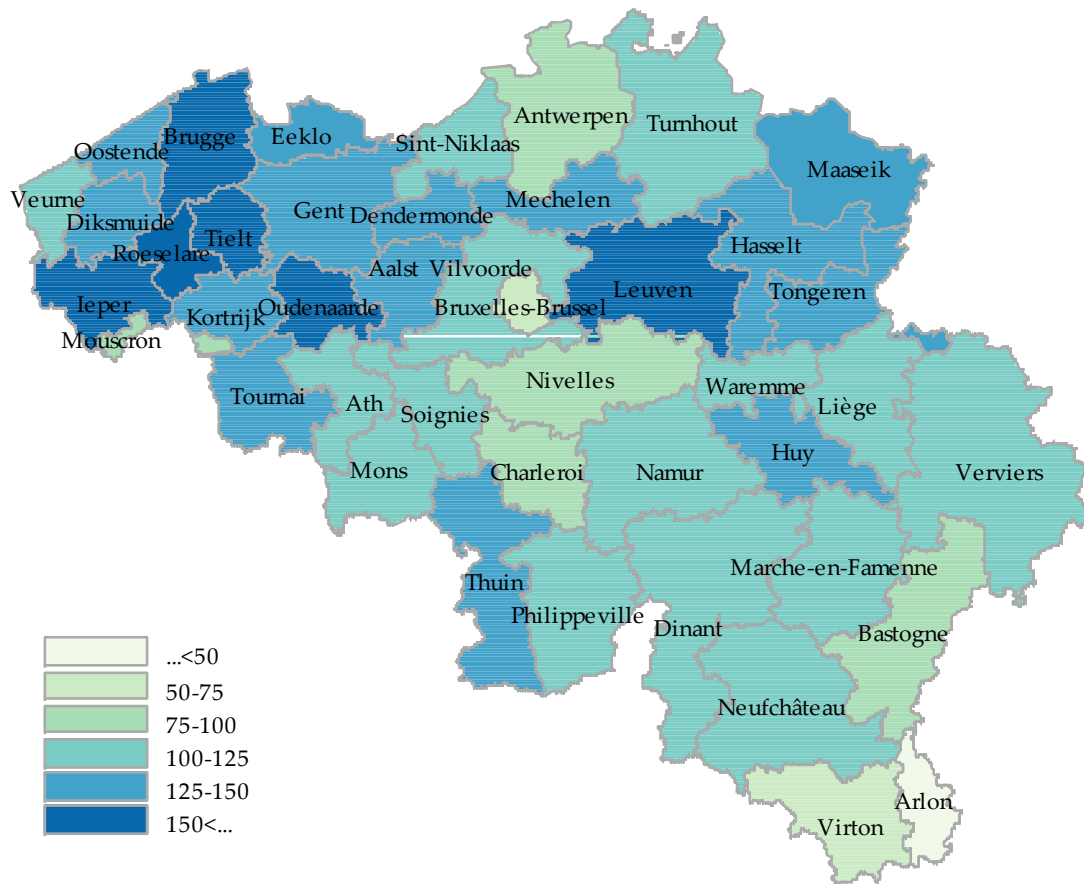 Antwerpen
Turnhout
Brugge
Eeklo
Sint-Niklaas
Oostende
Maaseik
Veurne
Mechelen
Gent
Dendermonde
Diksmuide
Tielt
Roeselare
Hasselt
Aalst
Vilvoorde
Leuven
Tongeren
Ieper
Oudenaarde
Bruxelles-Brussel
Kortrijk
Mouscron
Nivelles
Waremme
Tournai
Ath
Soignies
Liège
Huy
Mons
Charleroi
Namur
Verviers
Marche-en-Famenne
Thuin
Philippeville
Dinant
Bastogne
Neufchâteau
Arlon
Virton
...<50
50-75
75-100
100-125
125-150
150<...